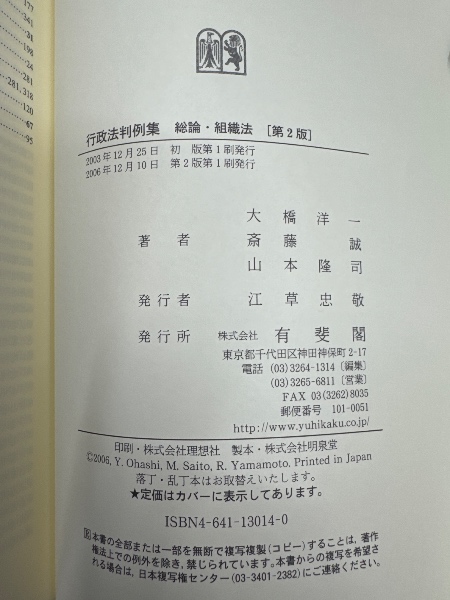 177
341
31
198
24
281
281,318
120
67
95
行政法判例集 総論・組織法 [第2版]
2003年12月25日 初 版第1刷発行
2006年12月10日 第2版第1刷発行
大橋洋一
著者 斎藤誠
山本隆司
発行者 江草忠敬
発行所 株式会社 有斐閣
東京都千代田区神田神保町2-17
電話 (03)3264-1314 [編集]
(03)3265-6811 [営業]
FAX 03(3262)8035
郵便番号 101-0051
http://www.yuhikaku.co.jp/
印刷・株式会社理想社 製本・株式会社明泉堂
©2006, Y. Ohashi, M. Saito, R. Yamamoto. Printed in Japan
落丁・乱丁本はお取替えいたします。
★定価はカバーに表示してあります。
ISBN4-641-13014-0
Ⓡ本書の全部または一部を無断で複写複製(コピー)することは、著作
権法上での例外を除き、禁じられています。本書からの複写を希望さ
れる場合は、日本複写権センター(03-3401-2382)にご連絡ください。